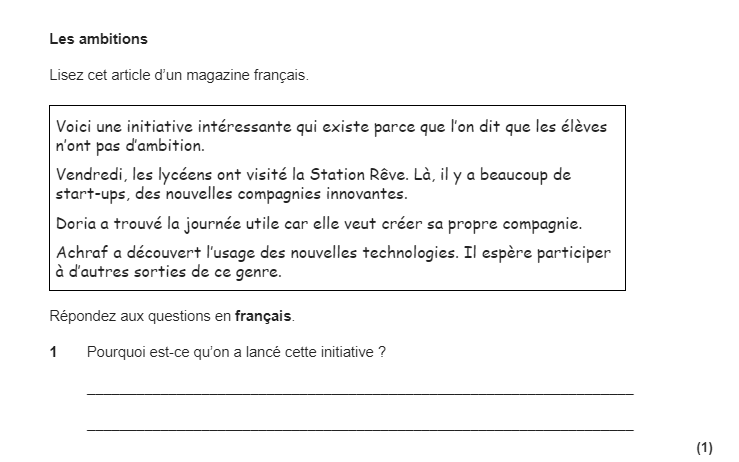 Les ambitions
Lisez cet article d'un magazine français.
Voici une initiative intéressante qui existe parce que l'on dit que les élèves
n'ont pas d'ambition.
Vendredi, les lycéens ont visité la Station Rêve. Là, il y a beaucoup de
start-ups, des nouvelles compagnies innovantes.
Doria a trouvé la journée utile car elle veut créer sa propre compagnie.
Achraf a découvert l'usage des nouvelles technologies. Il espère participer
à d'autres sorties de ce genre.
Répondez aux questions en français.
1 Pourquoi est-ce qu'on a lancé cette initiative ?
(1)